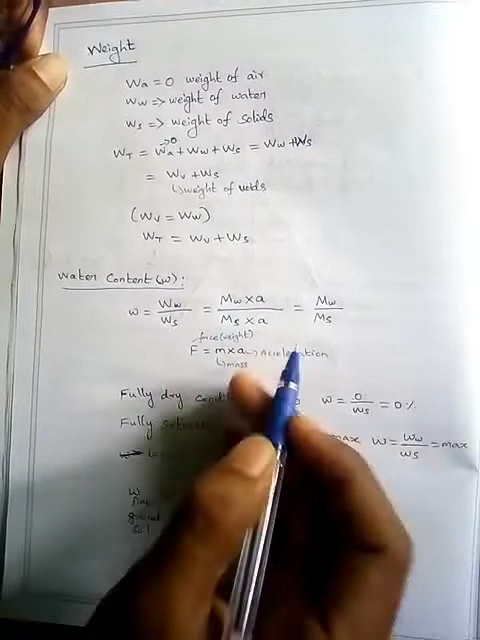 Weight
Wa = 0 weight of air
Ww => weight of water
Ws => weight of solids
WT = Wa→0 + Ww + Ws = Ww + Ws
= Wv + Ws
↳weight of voids
(Wv = Ww)
WT = Wv + Ws
Water Content (w):
w = Ww/Ws = Mw x a/Ms x a = Mw/Ms
force(weight)
F = m x a → Acceleration
↳mass
Fully dry w = 0/Ws = 0%
Fully max w = Ww/Ws = max
w